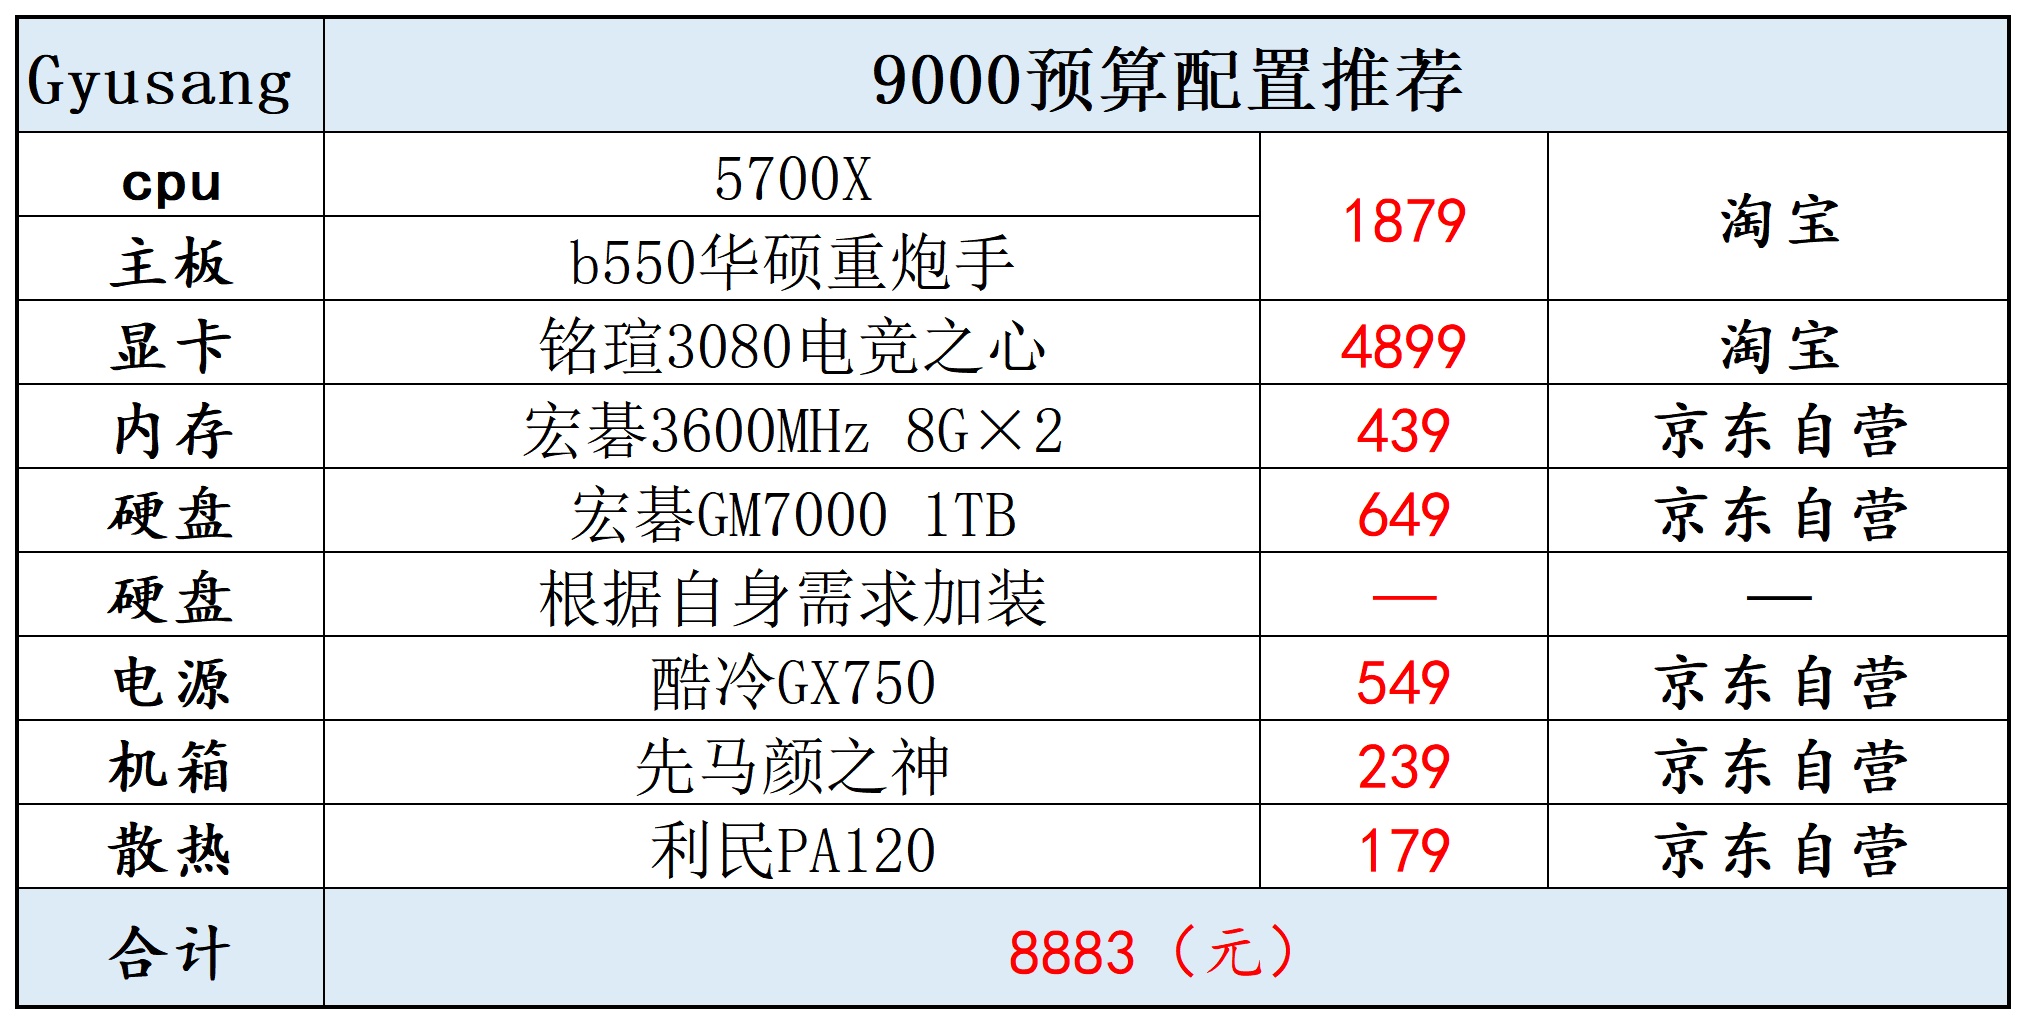 Gyusang 9000预算配置推荐
cpu 5700X 1879 淘宝
主板 b550华硕重炮手
显卡 铭瑄3080电竞之心 4899 淘宝
内存 宏碁3600MHz 8G×2 439 京东自营
硬盘 宏碁GM7000 1TB 649 京东自营
硬盘 根据自身需求加装 — —
电源 酷冷GX750 549 京东自营
机箱 先马颜之神 239 京东自营
散热 利民PA120 179 京东自营
合计 8883（元）